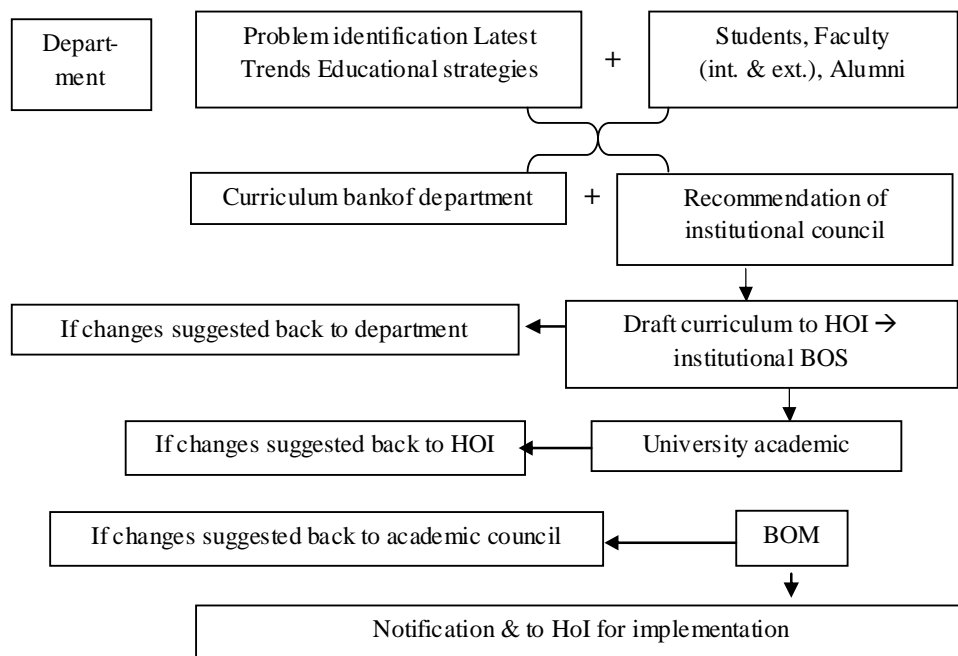 Depart-
ment
Problem identification Latest
Trends Educational strategies
+
Students, Faculty
(int. & ext.), Alumni
Curriculum bankof department
+
Recommendation of
institutional council
If changes suggested back to department
Draft curriculum to HOI →
institutional BOS
If changes suggested back to HOI
University academic
If changes suggested back to academic council
BOM
Notification & to HoI for implementation